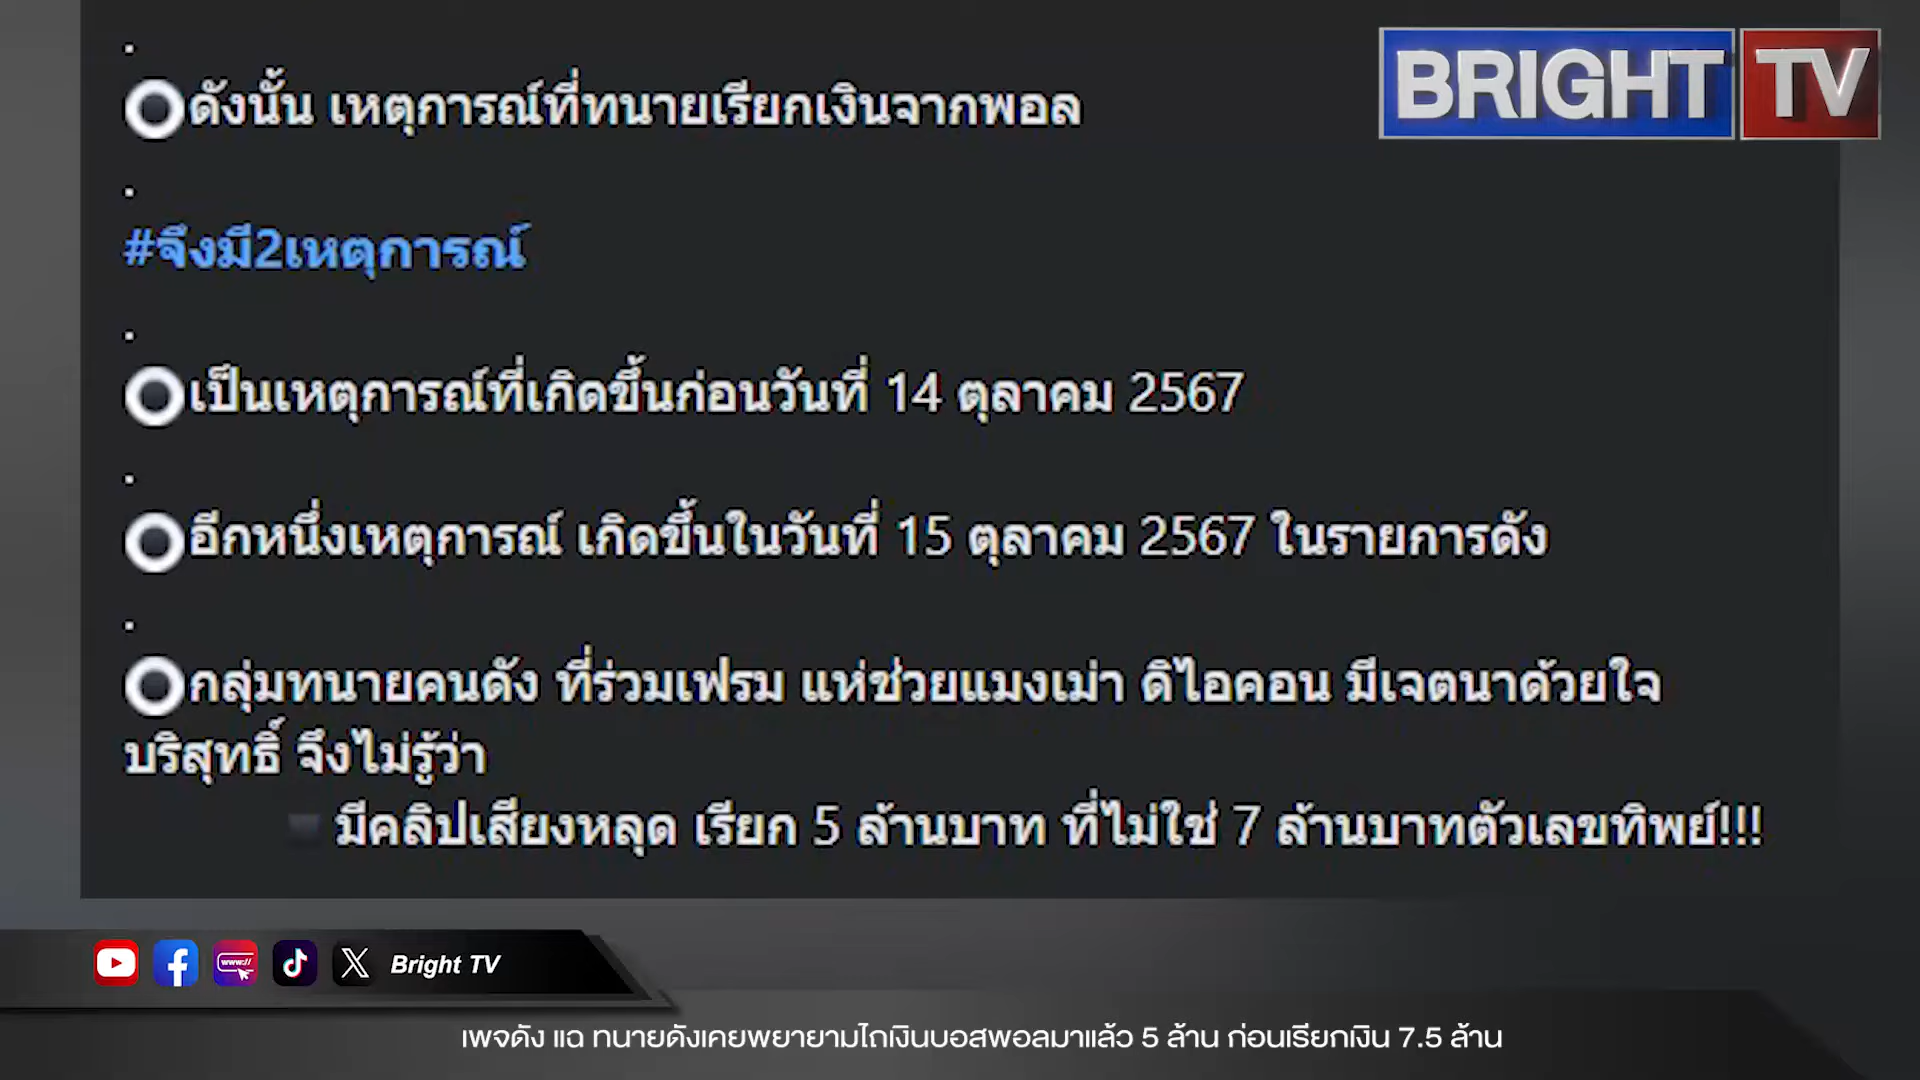 BRIGHT TV
.
ดังนั้น เหตุการณ์ที่ทนายเรียกเงินจากพอล
.
#จึงมี2เหตุการณ์
.
เป็นเหตุการณ์ที่เกิดขึ้นก่อนวันที่ 14 ตุลาคม 2567
.
อีกหนึ่งเหตุการณ์ เกิดขึ้นในวันที่ 15 ตุลาคม 2567 ในรายการดัง
.
กลุ่มทนายคนดัง ที่ร่วมเฟรม แห่ช่วยแมงเม่า ดิไอคอน มีเจตนาด้วยใจ
บริสุทธิ์ จึงไม่รู้ว่า
มีคลิปเสียงหลุด เรียก 5 ล้านบาท ที่ไม่ใช่ 7 ล้านบาทตัวเลขทิพย์!!!
www:// Bright TV
เพจดัง แฉ ทนายดังเคยพยายามไถเงินบอสพอลมาแล้ว 5 ล้าน ก่อนเรียกเงิน 7.5 ล้าน